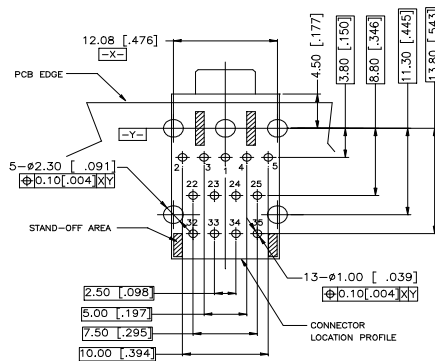 12.08 [.476]
-X-
PCB EDGE
-Y-
4.50 [.177]
3.80 [.150]
8.80 [.346]
11.30 [.445]
13.80 [.543]
5-ø2.30 [ .091]
⌖ 0.10[.004] X Y
2 3 1 4 5
22 23 24 25
32 33 34 35
STAND-OFF AREA
13-ø1.00 [ .039]
⌖ 0.10[.004] X Y
2.50 [.098]
5.00 [.197]
7.50 [.295]
10.00 [.394]
CONNECTOR
LOCATION PROFILE